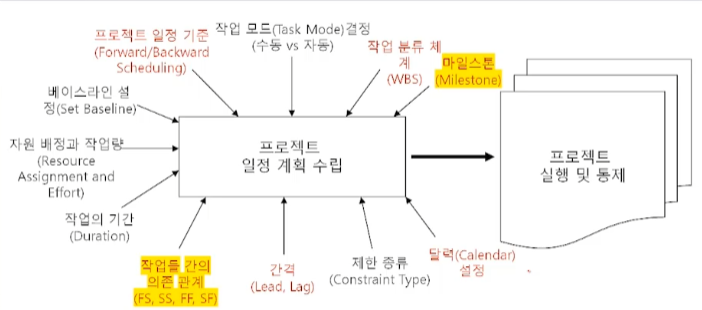 프로젝트 일정 기준
(Forward/Backward
Scheduling)
작업 모드(Task Mode)결정
(수동 vs 자동)
작업 분류 체
계
(WBS)
마일스톤
(Milestone)
베이스라인 설
정(Set Baseline)
자원 배정과 작업량
(Resource
Assignment and
Effort)
작업의 기간
(Duration)
프로젝트
일정 계획 수립
프로젝트
실행 및 통제
작업들 간의
의존 관계
(FS, SS, FF, SF)
간격
(Lead, Lag)
제한 종류
(Constraint Type)
달력(Calendar)
설정